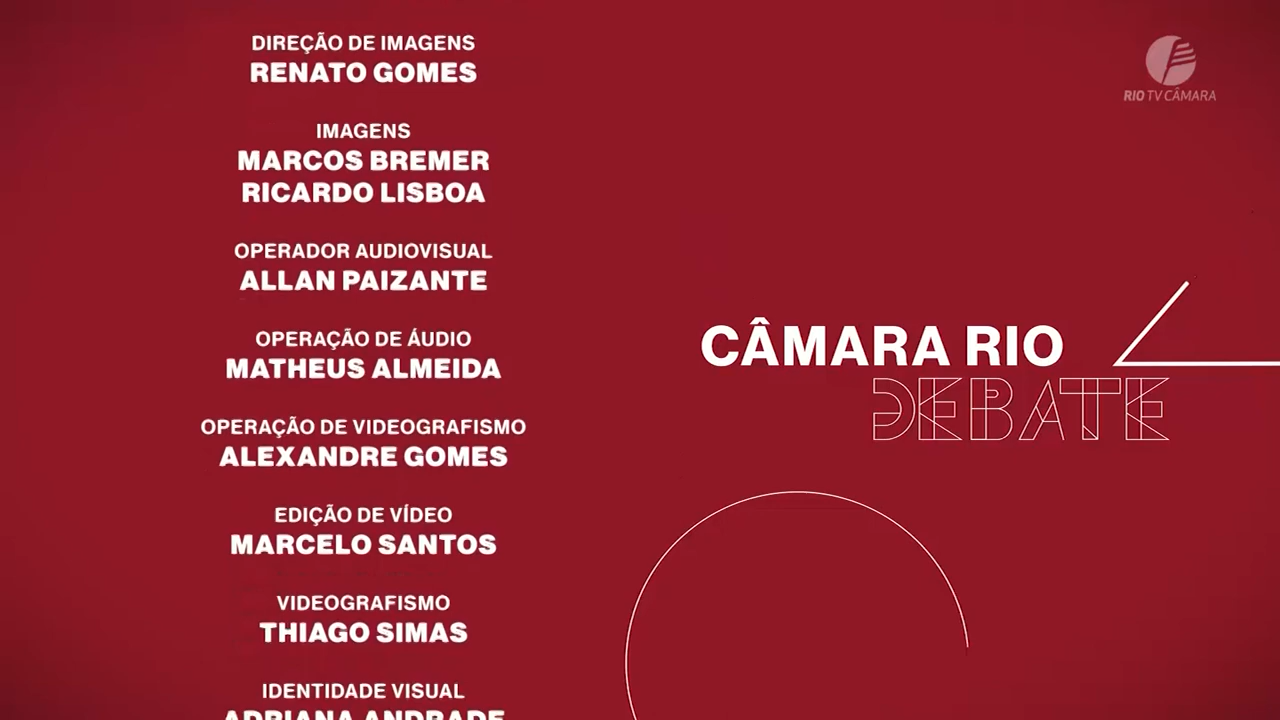 DIREÇÃO DE IMAGENS
RENATO GOMES
IMAGENS
MARCOS BREMER
RICARDO LISBOA
OPERADOR AUDIOVISUAL
ALLAN PAIZANTE
OPERAÇÃO DE ÁUDIO
MATHEUS ALMEIDA
OPERAÇÃO DE VIDEOGRAFISMO
ALEXANDRE GOMES
EDIÇÃO DE VÍDEO
MARCELO SANTOS
VIDEOGRAFISMO
THIAGO SIMAS
IDENTIDADE VISUAL
ADRIANA ANDRADE
RIO TV CÂMARA
CÂMARA RIO
DEBATE